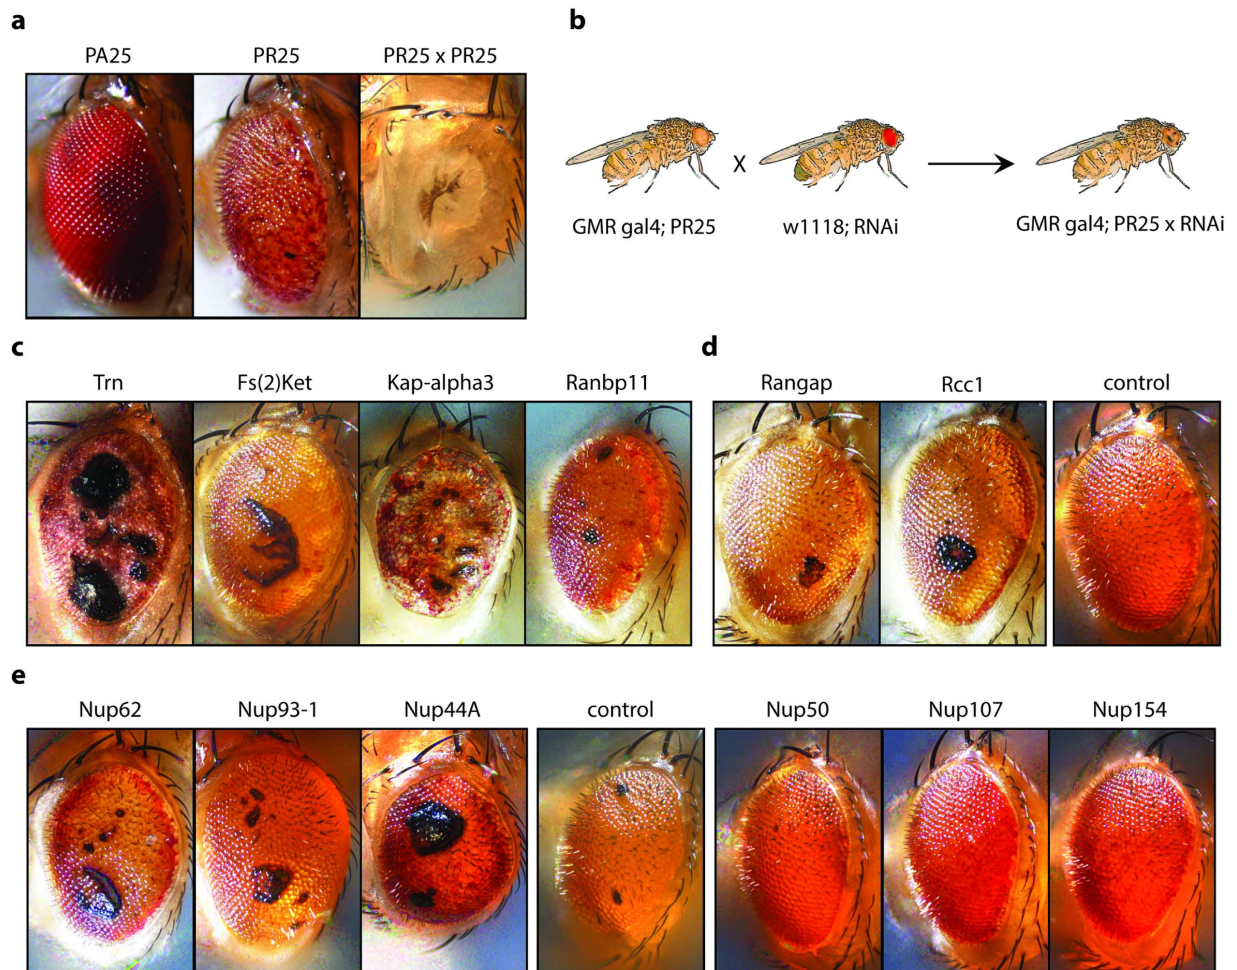 a
PA25 PR25 PR25 x PR25
b
X
GMR gal4; PR25 w1118; RNAi GMR gal4; PR25 x RNAi
c
Trn Fs(2)Ket Kap-alpha3 Ranbp11
d
Rangap Rcc1 control
e
Nup62 Nup93-1 Nup44A control Nup50 Nup107 Nup154